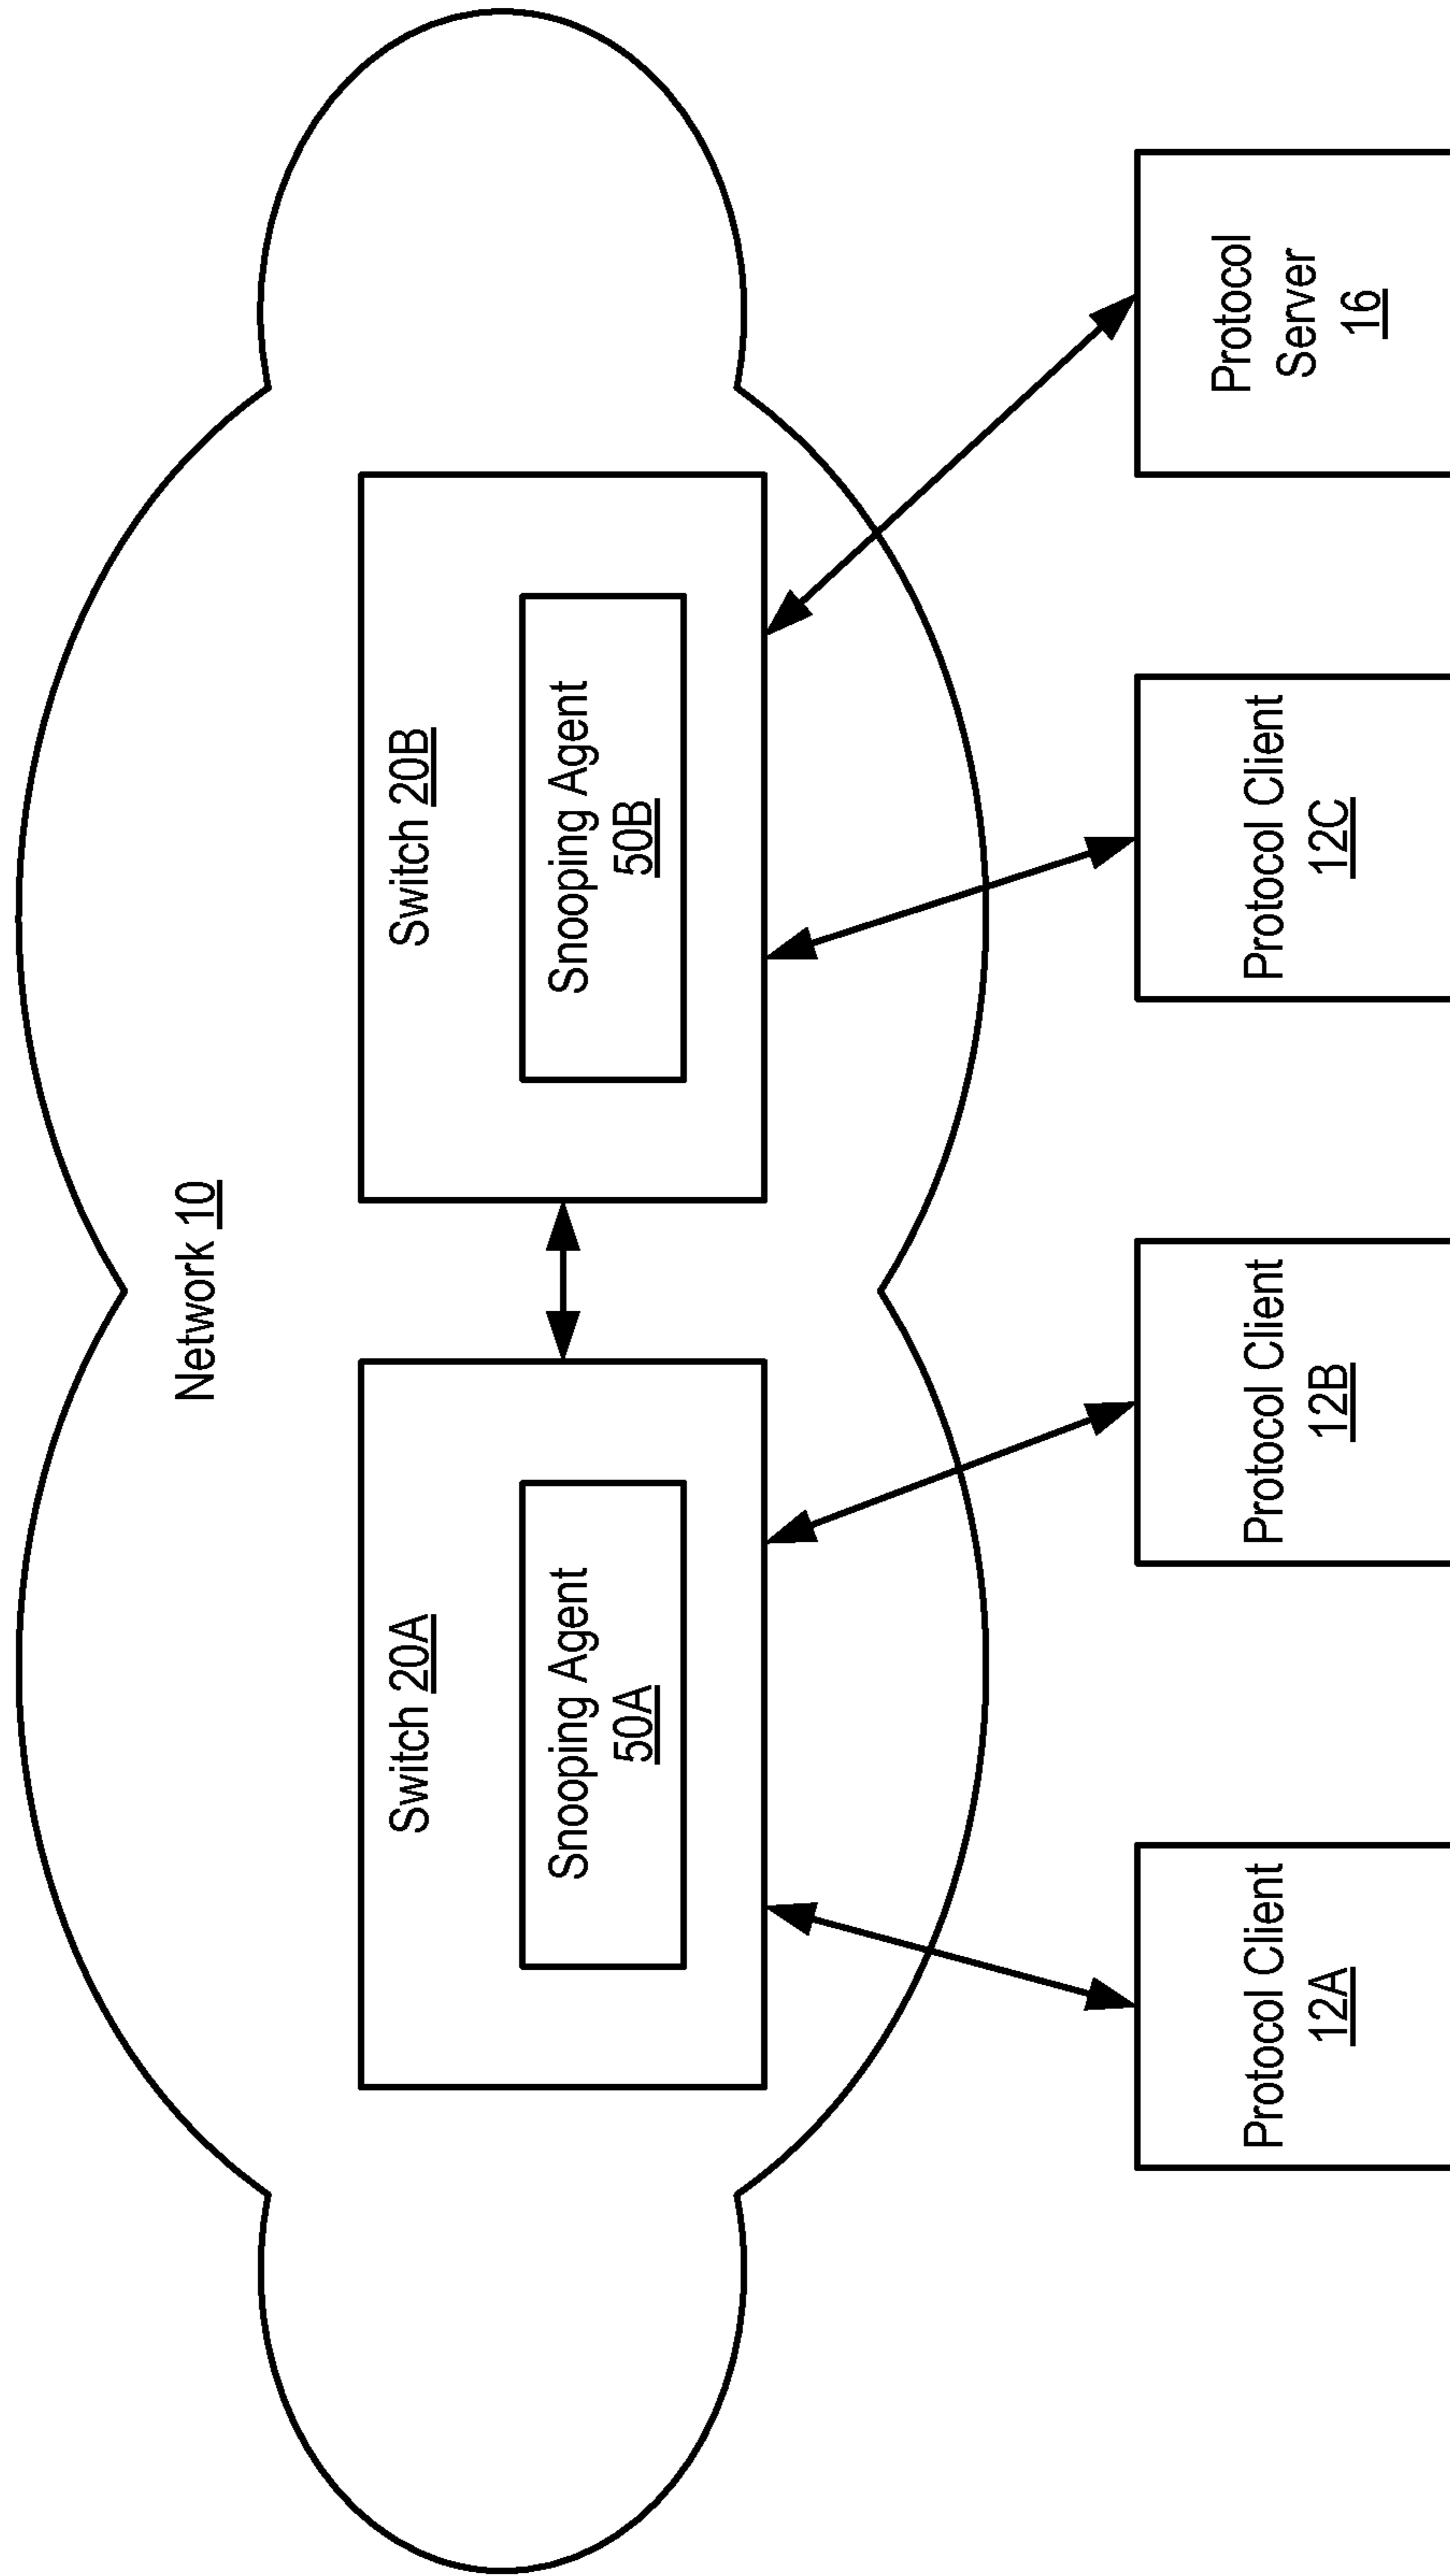 Network 10
Switch 20A
Snooping Agent
50A
Switch 20B
Snooping Agent
50B
Protocol Client
12A
Protocol Client
12B
Protocol Client
12C
Protocol
Server
16